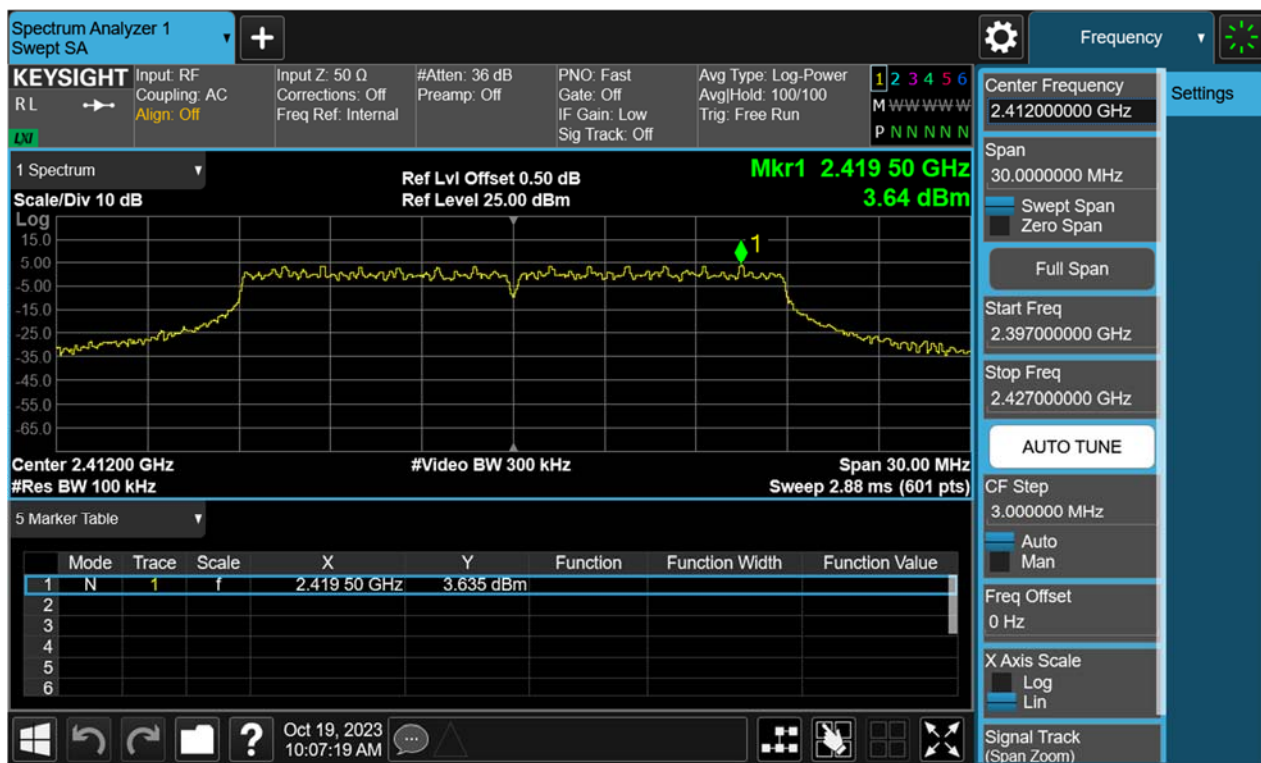 Spectrum Analyzer 1
Swept SA
+
Frequency
KEYSIGHT
RL
LXI
Input: RF
Coupling: AC
Align: Off
Input Z: 50 Ω
Corrections: Off
Freq Ref: Internal
#Atten: 36 dB
Preamp: Off
PNO: Fast
Gate: Off
IF Gain: Low
Sig Track: Off
Avg Type: Log-Power
Avg|Hold: 100/100
Trig: Free Run
1 2 3 4 5 6
M W W W W W
P N N N N N
1 Spectrum
Scale/Div 10 dB
Ref Lvl Offset 0.50 dB
Ref Level 25.00 dBm
Mkr1 2.419 50 GHz
3.64 dBm
Log
15.0
5.00
-5.00
-15.0
-25.0
-35.0
-45.0
-55.0
-65.0
1
Center 2.41200 GHz
#Video BW 300 kHz
Span 30.00 MHz
#Res BW 100 kHz
Sweep 2.88 ms (601 pts)
5 Marker Table
Mode Trace Scale X Y Function Function Width Function Value
1 N 1 f 2.419 50 GHz 3.635 dBm
2
3
4
5
6
?
Oct 19, 2023
10:07:19 AM
Center Frequency
2.412000000 GHz
Settings
Span
30.0000000 MHz
Swept Span
Zero Span
Full Span
Start Freq
2.397000000 GHz
Stop Freq
2.427000000 GHz
AUTO TUNE
CF Step
3.000000 MHz
Auto
Man
Freq Offset
0 Hz
X Axis Scale
Log
Lin
Signal Track
(Span Zoom)